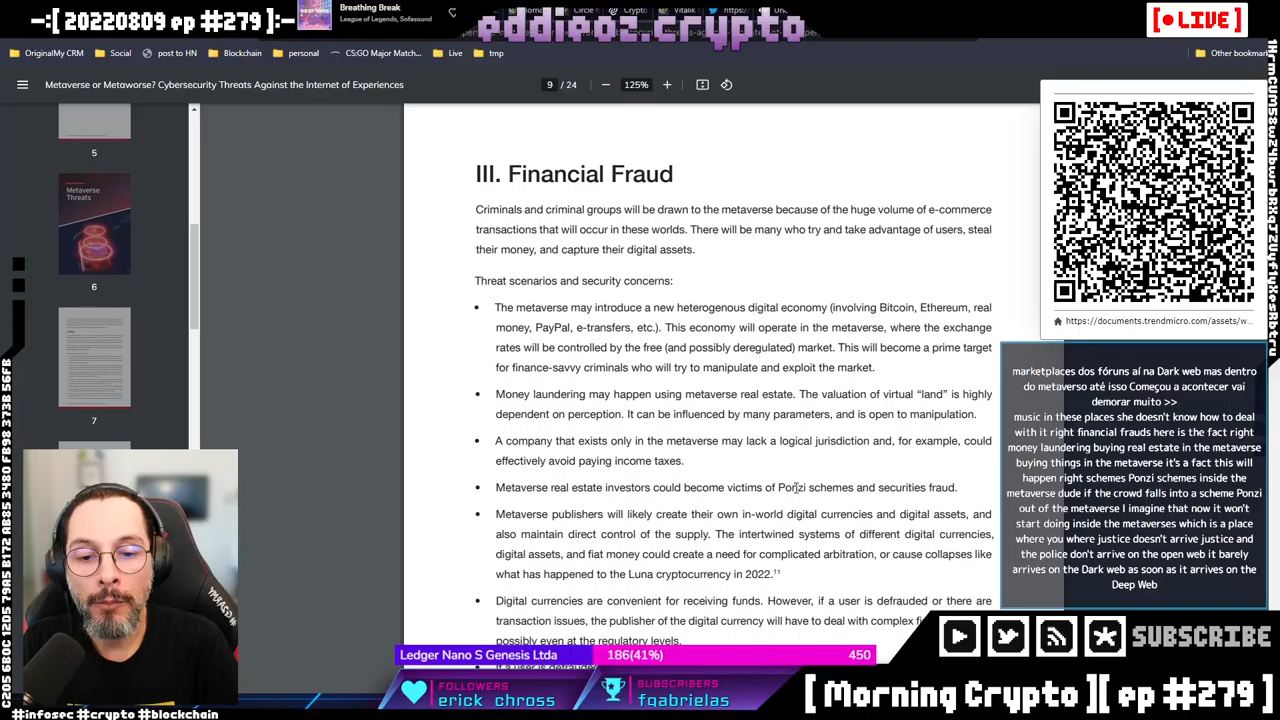 -:[ 20220809 ep #279 ]:-
Breathing Break
League of Legends, Sofasound
eddieoz.crypto
[ ● LIVE ]
OriginalMy CRM
Social
post to HN
Blockchain
personal
CS:GO Major Match...
Live
tmp
Other bookmar
Metaverse or Metaworse? Cybersecurity Threats Against the Internet of Experiences
9 / 24
125%
5
Metaverse
Threats
6
7
III. Financial Fraud
Criminals and criminal groups will be drawn to the metaverse because of the huge volume of e-commerce
transactions that will occur in these worlds. There will be many who try and take advantage of users, steal
their money, and capture their digital assets.
Threat scenarios and security concerns:
• The metaverse may introduce a new heterogenous digital economy (involving Bitcoin, Ethereum, real
money, PayPal, e-transfers, etc.). This economy will operate in the metaverse, where the exchange
rates will be controlled by the free (and possibly deregulated) market. This will become a prime target
for finance-savvy criminals who will try to manipulate and exploit the market.
• Money laundering may happen using metaverse real estate. The valuation of virtual “land” is highly
dependent on perception. It can be influenced by many parameters, and is open to manipulation.
• A company that exists only in the metaverse may lack a logical jurisdiction and, for example, could
effectively avoid paying income taxes.
• Metaverse real estate investors could become victims of Ponzi schemes and securities fraud.
• Metaverse publishers will likely create their own in-world digital currencies and digital assets, and
also maintain direct control of the supply. The intertwined systems of different digital currencies,
digital assets, and fiat money could create a need for complicated arbitration, or cause collapses like
what has happened to the Luna cryptocurrency in 2022.¹¹
• Digital currencies are convenient for receiving funds. However, if a user is defrauded or there are
transaction issues, the publisher of the digital currency will have to deal with complex
possibly even at the regulatory levels.
https://documents.trendmicro.com/assets/w...
marketplaces dos fóruns aí na Dark web mas dentro
do metaverso até isso Começou a acontecer vai
demorar muito >>
music in these places she doesn't know how to deal
with it right financial frauds here is the fact right
money laundering buying real estate in the metaverse
buying things in the metaverse it's a fact this will
happen right schemes Ponzi schemes inside the
metaverse dude if the crowd falls into a scheme Ponzi
out of the metaverse I imagine that now it won't
start doing inside the metaverses which is a place
where you where justice doesn't arrive justice and
the police don't arrive on the open web it barely
arrives on the Dark web as soon as it arrives on the
Deep Web
SUBSCRIBE
Ledger Nano S Genesis Ltda 186(41%) 450
FOLLOWERS
erick_chross
SUBSCRIBERS
fgabrielas
[ Morning Crypto ][ ep #279 ]
#infosec #crypto #blockchain